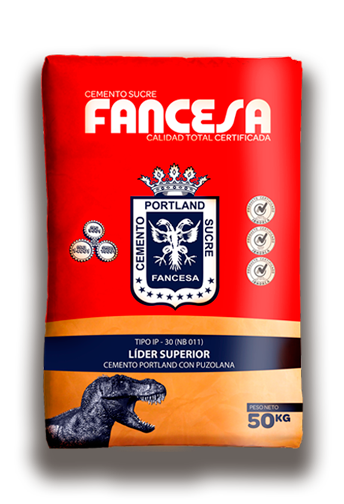 CEMENTO SUCRE
FANCESA
CALIDAD TOTAL CERTIFICADA
PORTLAND
CEMENTO
SUCRE
FANCESA
TIPO IP - 30 (NB 011)
LÍDER SUPERIOR
CEMENTO PORTLAND CON PUZOLANA
PESO NETO
50KG